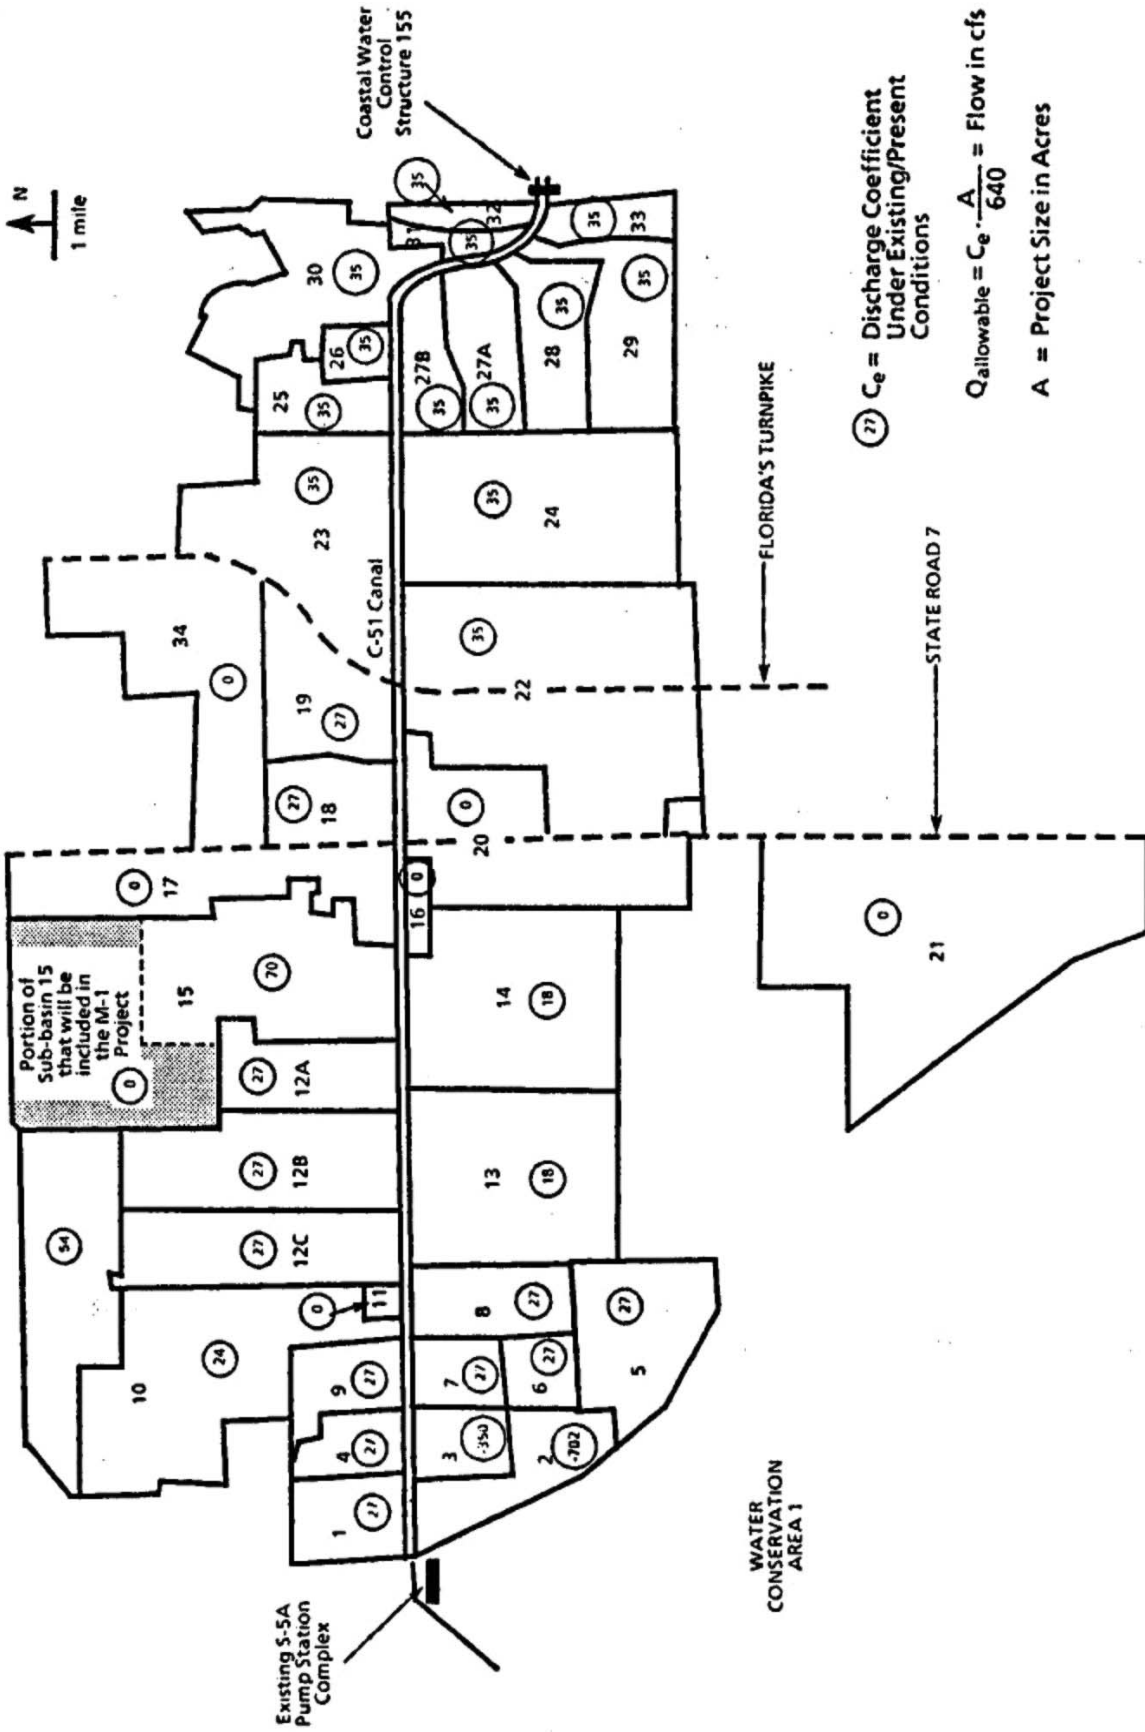 N
1 mile
Coastal Water
Control
Structure 155
Portion of
Sub-basin 15
that will be
included in
the M-1
Project
0
54
10
24
12C
27
12B
27
12A
27
15
70
17
0
34
0
18
27
19
27
23
35
25
35
26
35
30
35
31
35
32
35
33
35
C-51 Canal
1
27
4
27
9
27
0
11
3
-350
2
-702
7
27
6
27
8
27
5
27
13
18
14
18
16
0
20
0
22
35
24
35
27B
35
27A
35
28
35
29
35
21
0
Existing S-5A
Pump Station
Complex
WATER
CONSERVATION
AREA 1
STATE ROAD 7
FLORIDA'S TURNPIKE
27 Ce = Discharge Coefficient
Under Existing/Present
Conditions
Qallowable = Ce · A/640 = Flow in cfs
A = Project Size in Acres